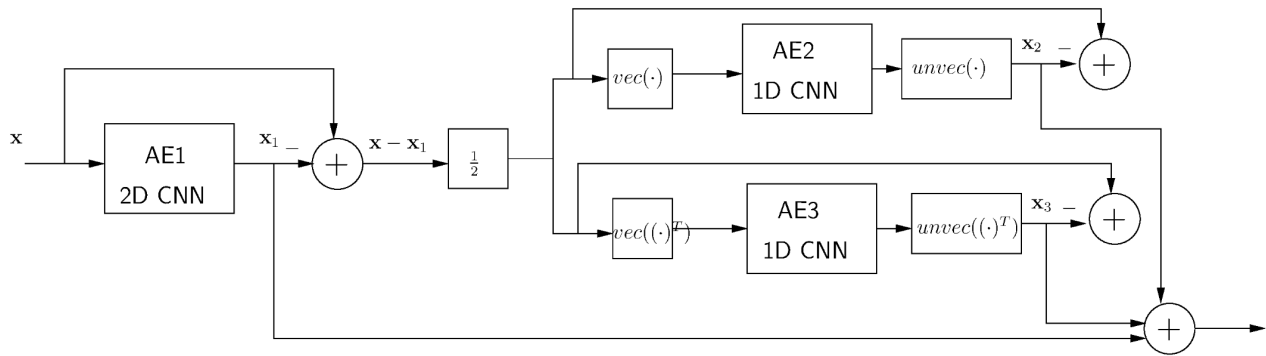 x
AE1
2D CNN
x₁ −
+
x − x₁
½
vec(·)
AE2
1D CNN
unvec(·)
x₂ −
+
vec((·)ᵀ)
AE3
1D CNN
unvec((·)ᵀ)
x₃ −
+
+